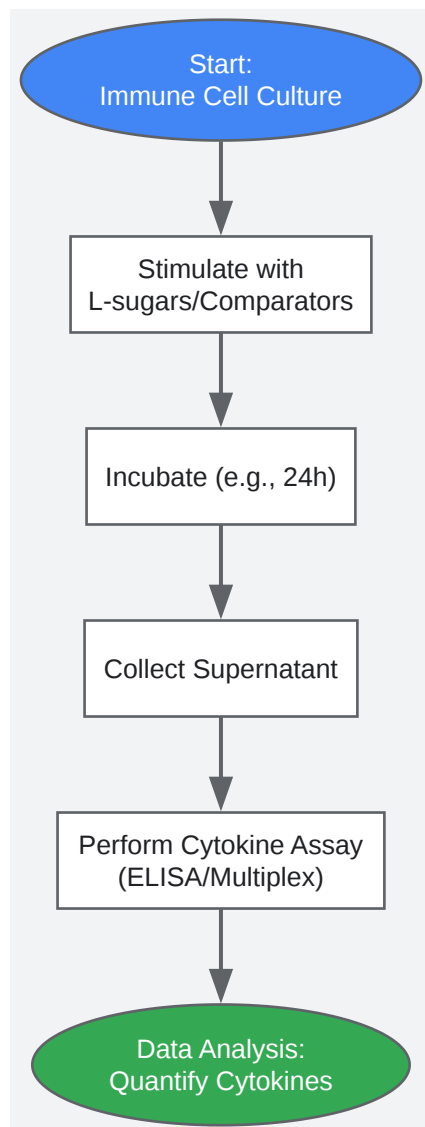 Start:
Immune Cell Culture
Stimulate with
L-sugars/Comparators
Incubate (e.g., 24h)
Collect Supernatant
Perform Cytokine Assay
(ELISA/Multiplex)
Data Analysis:
Quantify Cytokines